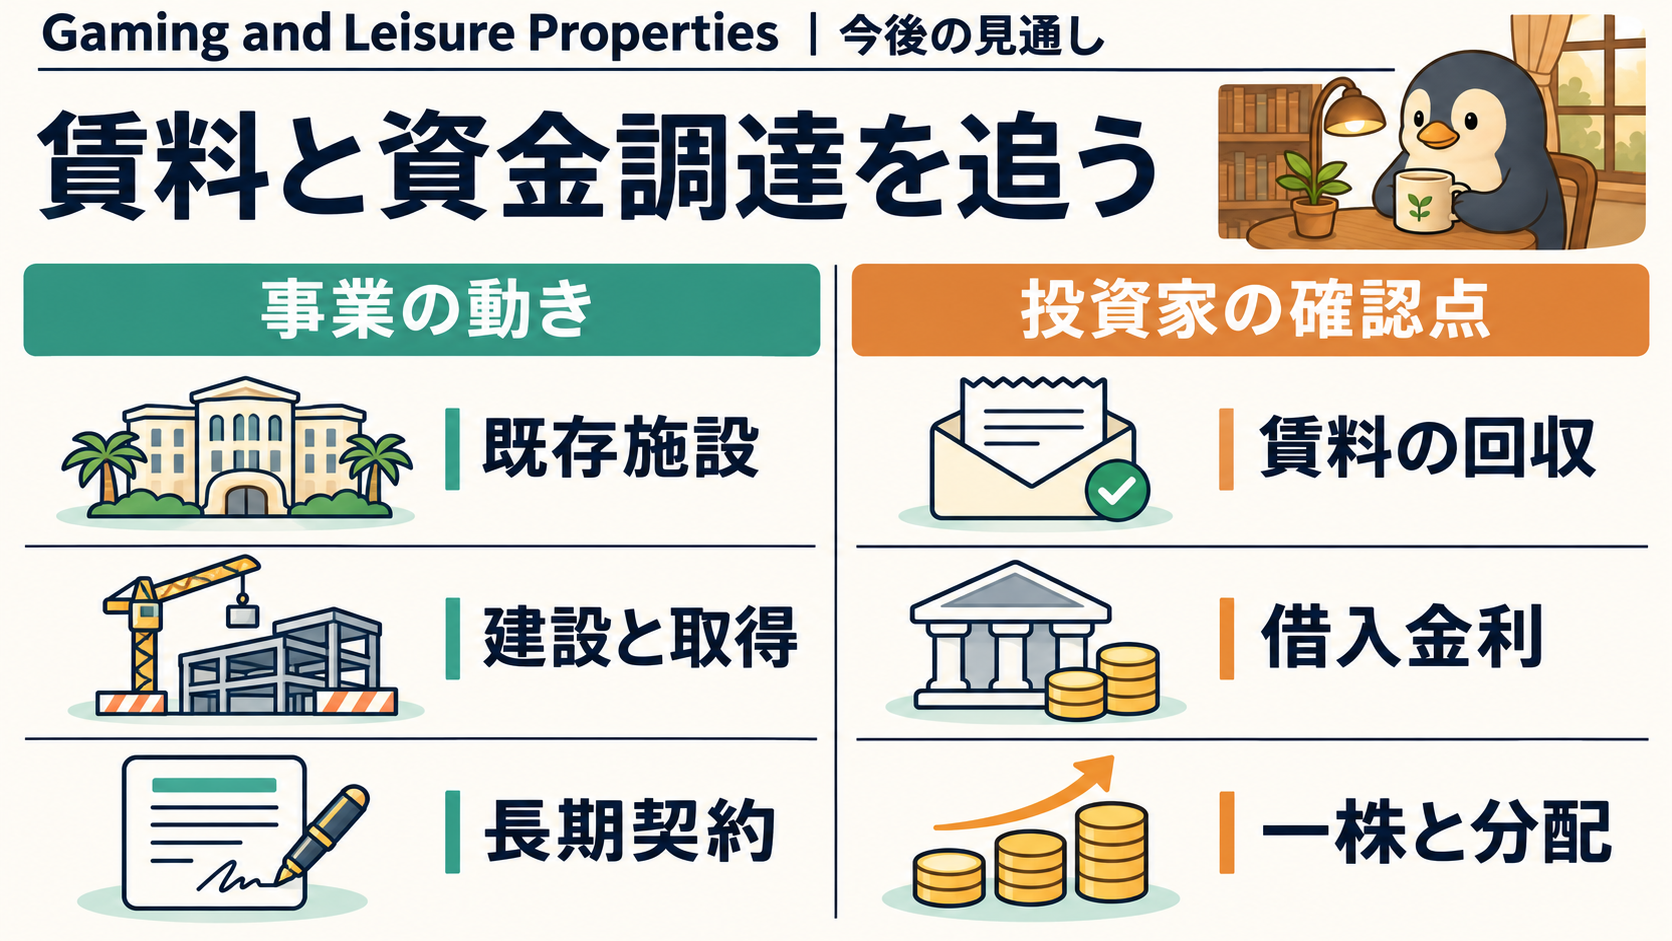 Gaming and Leisure Properties | 今後の見通し
賃料と資金調達を追う
事業の動き
既存施設
建設と取得
長期契約
投資家の確認点
賃料の回収
借入金利
一株と分配